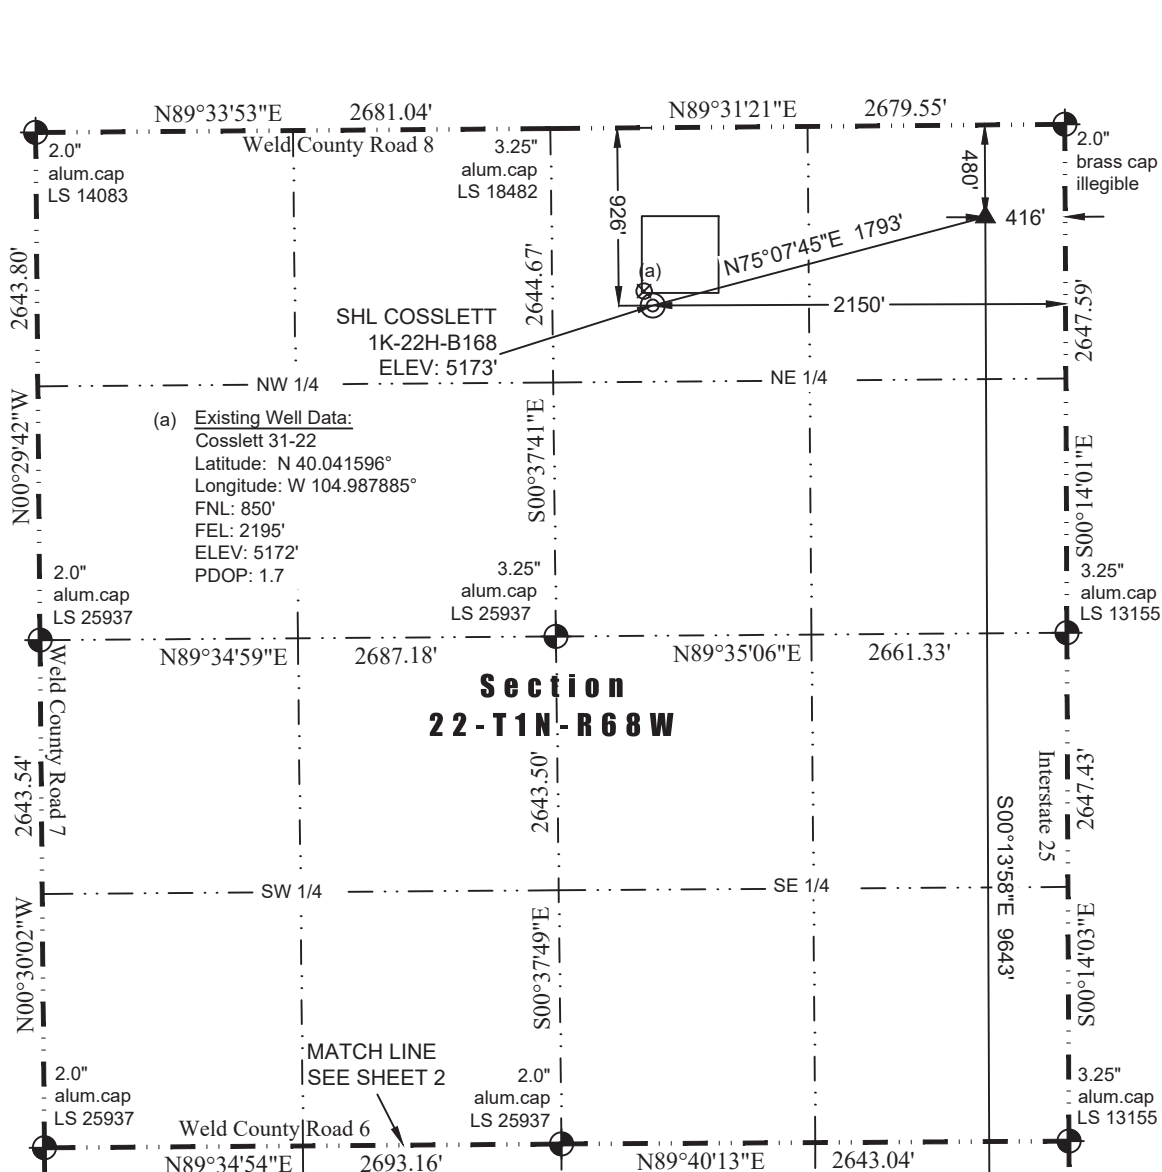 N89°33'53"E 2681.04' N89°31'21"E 2679.55'
Weld County Road 8
2.0"
alum.cap
LS 14083
3.25"
alum.cap
LS 18482
2.0"
brass cap
illegible
480'
416'
926'
N75°07'45"E 1793'
(a)
2150'
2643.80'
2644.67'
2647.59'
SHL COSSLETT
1K-22H-B168
ELEV: 5173'
NW 1/4
NE 1/4
(a) Existing Well Data:
Cosslett 31-22
Latitude: N 40.041596°
Longitude: W 104.987885°
FNL: 850'
FEL: 2195'
ELEV: 5172'
PDOP: 1.7
N00°29'42"W
S00°37'41"E
S00°14'01"E
2.0"
alum.cap
LS 25937
3.25"
alum.cap
LS 25937
3.25"
alum.cap
LS 13155
N89°34'59"E 2687.18' N89°35'06"E 2661.33'
Section
22-T1N-R68W
Weld County Road 7
2643.54'
2643.50'
Interstate 25
2647.43'
S00°13'58"E 9643'
SW 1/4
SE 1/4
N00°30'02"W
S00°37'49"E
S00°14'03"E
MATCH LINE
SEE SHEET 2
2.0"
alum.cap
LS 25937
2.0"
alum.cap
LS 25937
3.25"
alum.cap
LS 13155
Weld County Road 6
N89°34'54"E 2693.16' N89°40'13"E 2643.04'